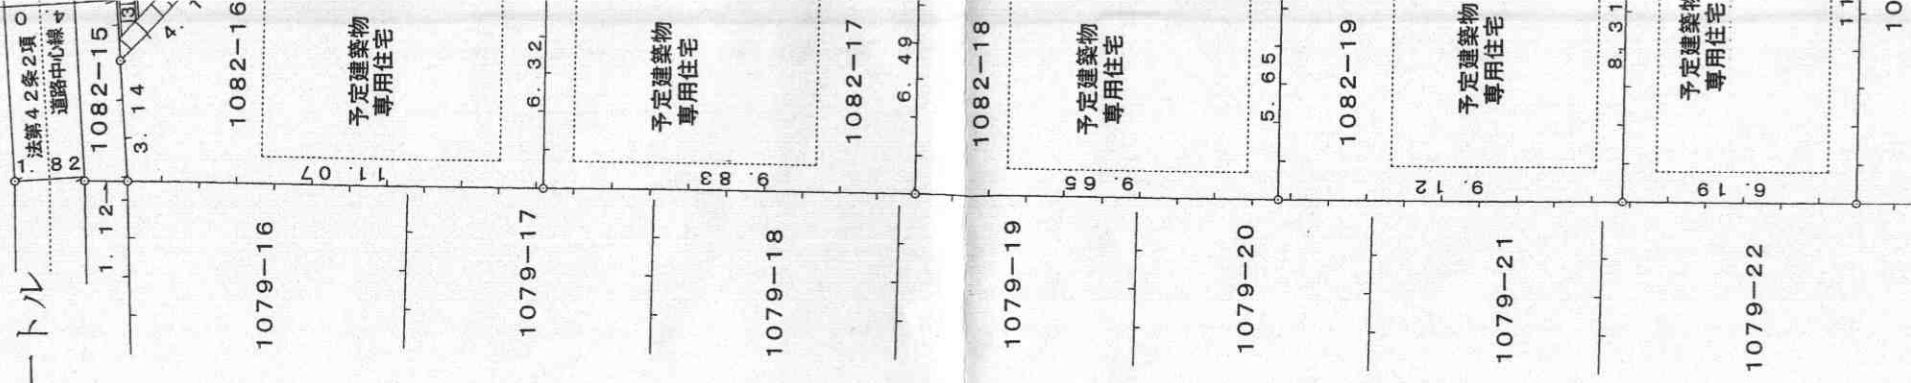 法第42条2項
道路中心線
1082-15
1.82
3.14
1.12
1082-16
予定建築物
専用住宅
11.07
6.32
予定建築物
専用住宅
9.83
1082-17
6.49
1082-18
予定建築物
専用住宅
9.65
5.65
1082-19
予定建築物
専用住宅
9.12
8.31
予定建築物
専用住宅
6.19
ートル
1079-16
1079-17
1079-18
1079-19
1079-20
1079-21
1079-22